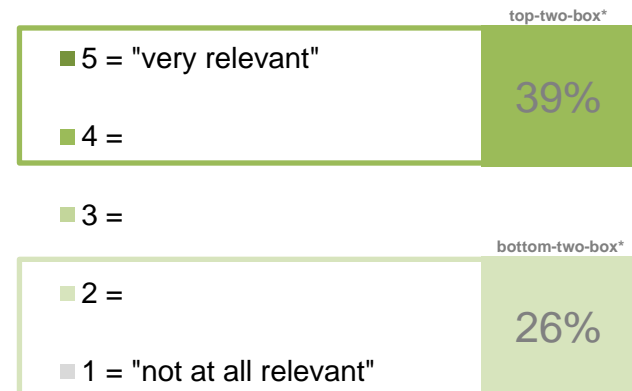 top-two-box*
5 = "very relevant"
39%
4 =
3 =
bottom-two-box*
2 =
26%
1 = "not at all relevant"